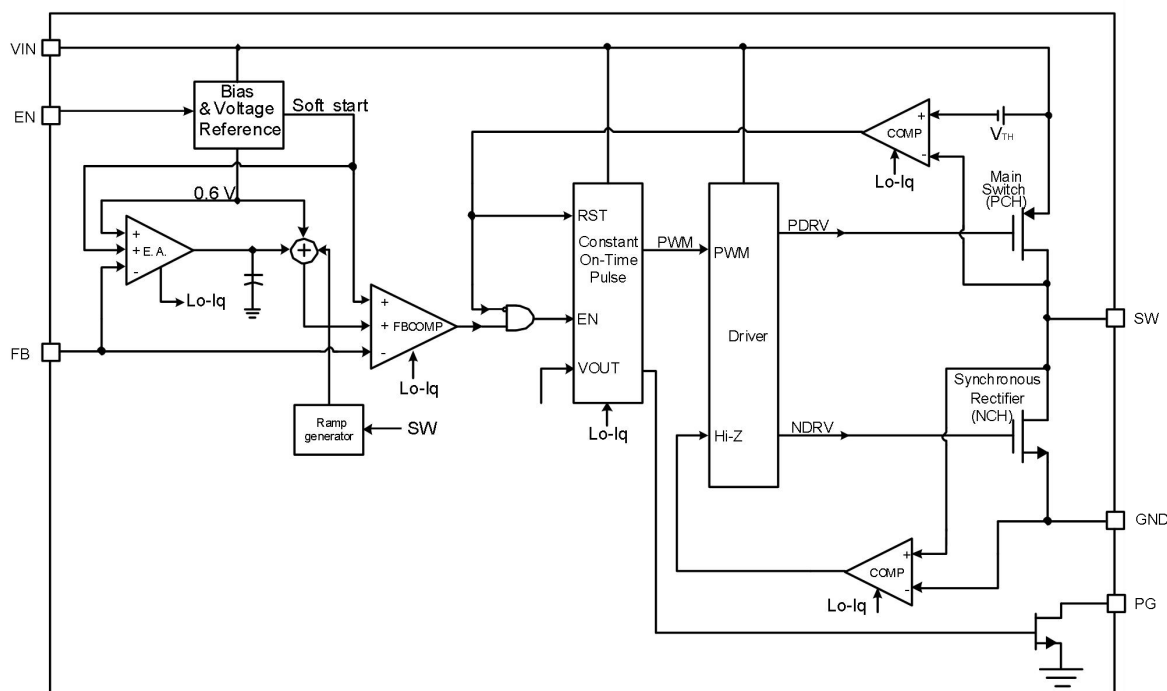 VIN
Bias
& Voltage
Reference
EN
Soft start
+
COMP
-
VTH
Lo-Iq
Main
Switch
(PCH)
0.6 V
RST
Constant
On-Time
Pulse
PWM
PWM
PDRV
+
+ E. A.
-
+
Lo-Iq
+
+ FBCOMP
-
EN
SW
FB
Driver
Lo-Iq
VOUT
Synchronous
Rectifier
(NCH)
Ramp
generator
SW
Lo-Iq
Hi-Z
NDRV
GND
+
COMP
-
Lo-Iq
PG